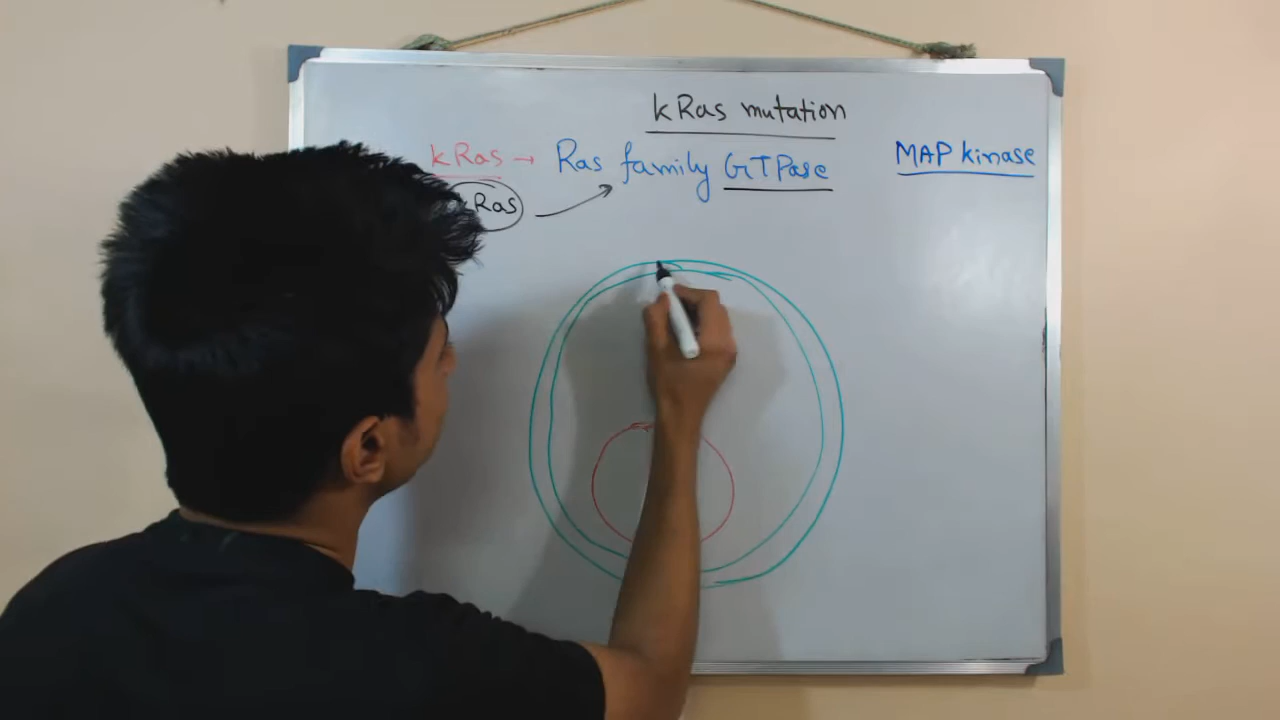 kRas mutation
kRas → Ras family GTPase
MAP kinase
Ras